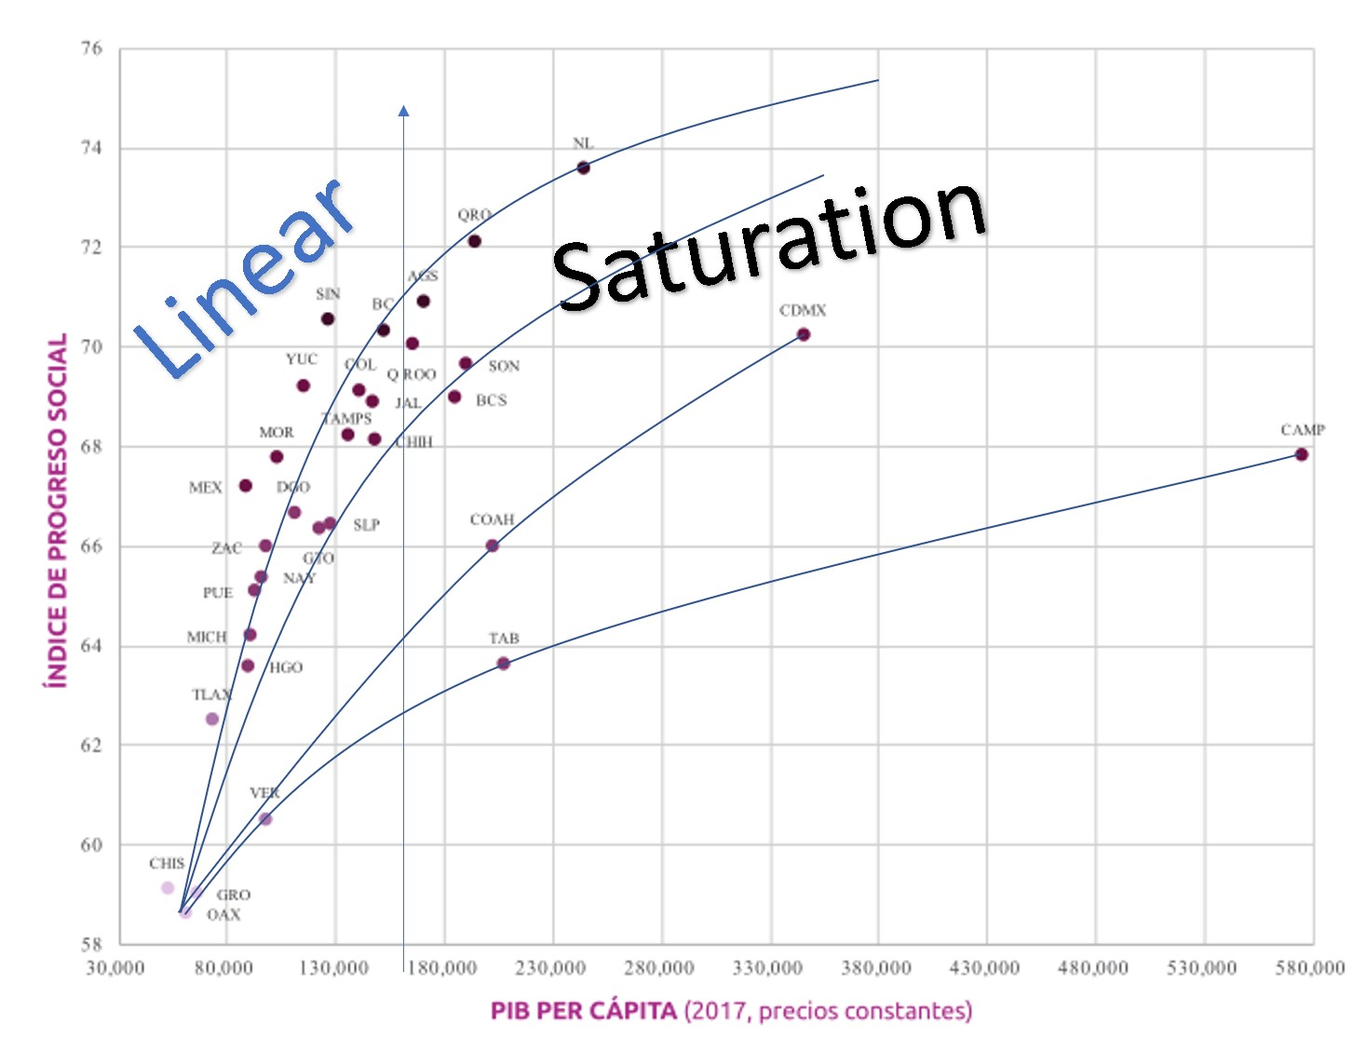 76
74
72
70
68
66
64
62
60
58
ÍNDICE DE PROGRESO SOCIAL
Linear
Saturation
NL
QRO
AGS
SIN
BC
CDMX
YUC
COL
Q ROO
SON
JAL
BCS
TAMPS
MOR
CHIH
CAMP
MEX
DGO
SLP
COAH
ZAC
GTO
NAY
PUE
MICH
TAB
HGO
TLAX
VER
CHIS
GRO
OAX
30,000 80,000 130,000 180,000 230,000 280,000 330,000 380,000 430,000 480,000 530,000 580,000
PIB PER CÁPITA (2017, precios constantes)